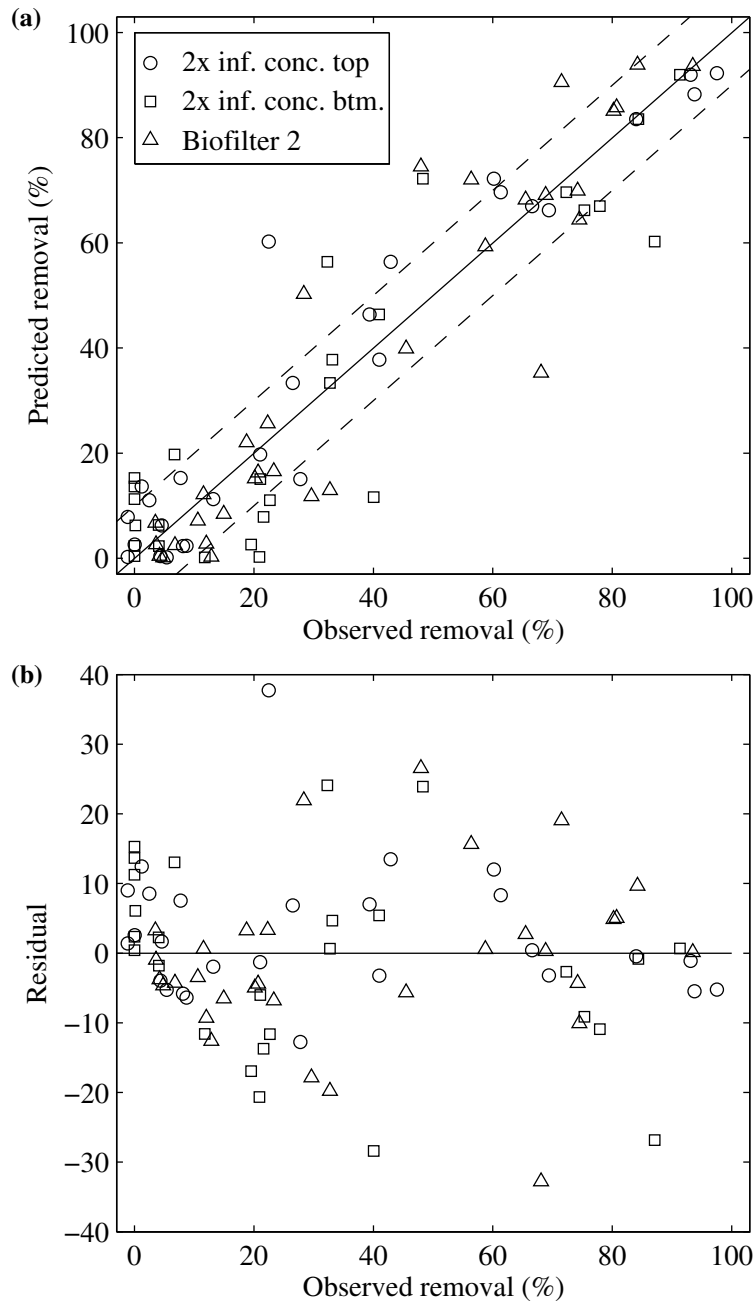 (a)
100
80
60
40
20
0
Predicted removal (%)
2x inf. conc. top
2x inf. conc. btm.
Biofilter 2
0 20 40 60 80 100
Observed removal (%)
(b)
40
30
20
10
0
−10
−20
−30
−40
Residual
0 20 40 60 80 100
Observed removal (%)